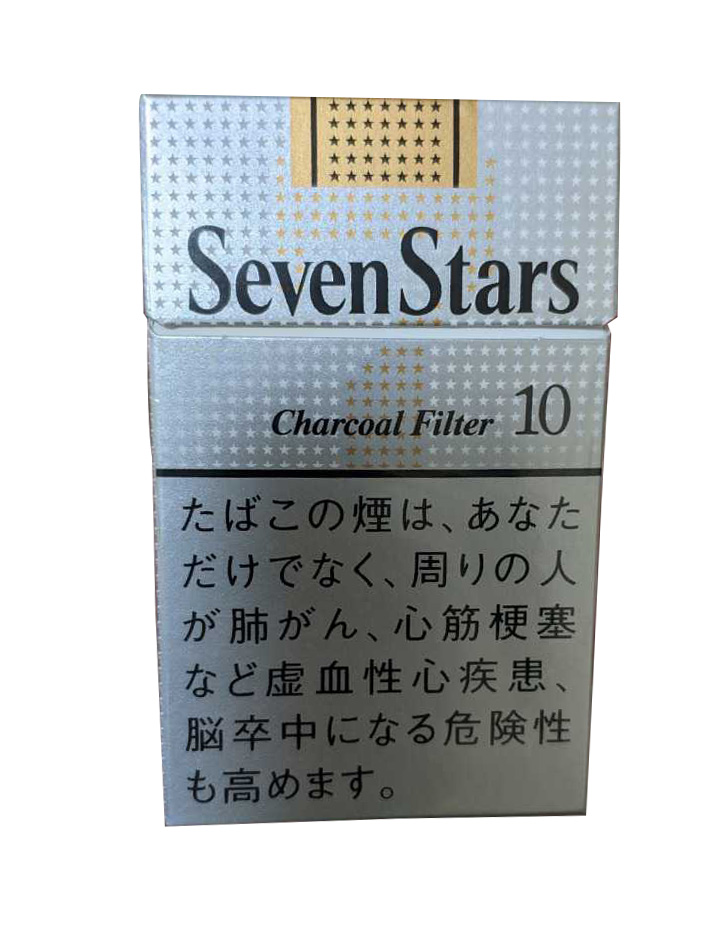 Seven Stars
Charcoal Filter 10
たばこの煙は、あなた
だけでなく、周りの人
が肺がん、心筋梗塞
など虚血性心疾患、
脳卒中になる危険性
も高めます。